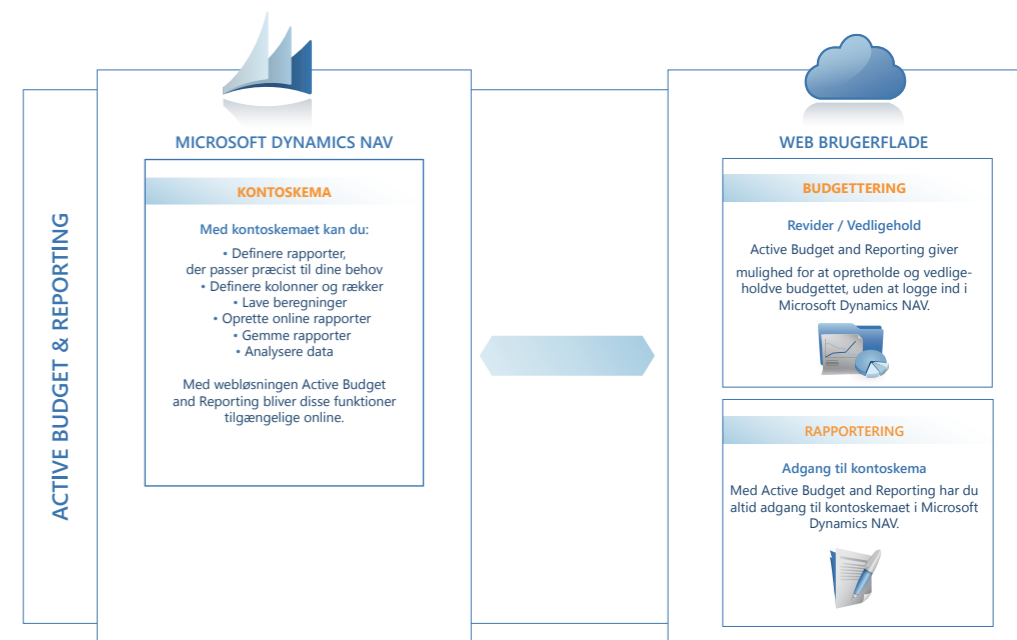 ACTIVE BUDGET & REPORTING
MICROSOFT DYNAMICS NAV
KONTOSKEMA
Med kontoskemaet kan du:
• Definere rapporter,
der passer præcist til dine behov
• Definere kolonner og rækker
• Lave beregninger
• Oprette online rapporter
• Gemme rapporter
• Analysere data
Med webløsningen Active Budget
and Reporting bliver disse funktioner
tilgængelige online.
WEB BRUGERFLADE
BUDGETTERING
Revider / Vedligehold
Active Budget and Reporting giver
mulighed for at opretholde og vedlige-
holdve budgettet, uden at logge ind i
Microsoft Dynamics NAV.
RAPPORTERING
Adgang til kontoskema
Med Active Budget and Reporting har du
altid adgang til kontoskemaet i Microsoft
Dynamics NAV.